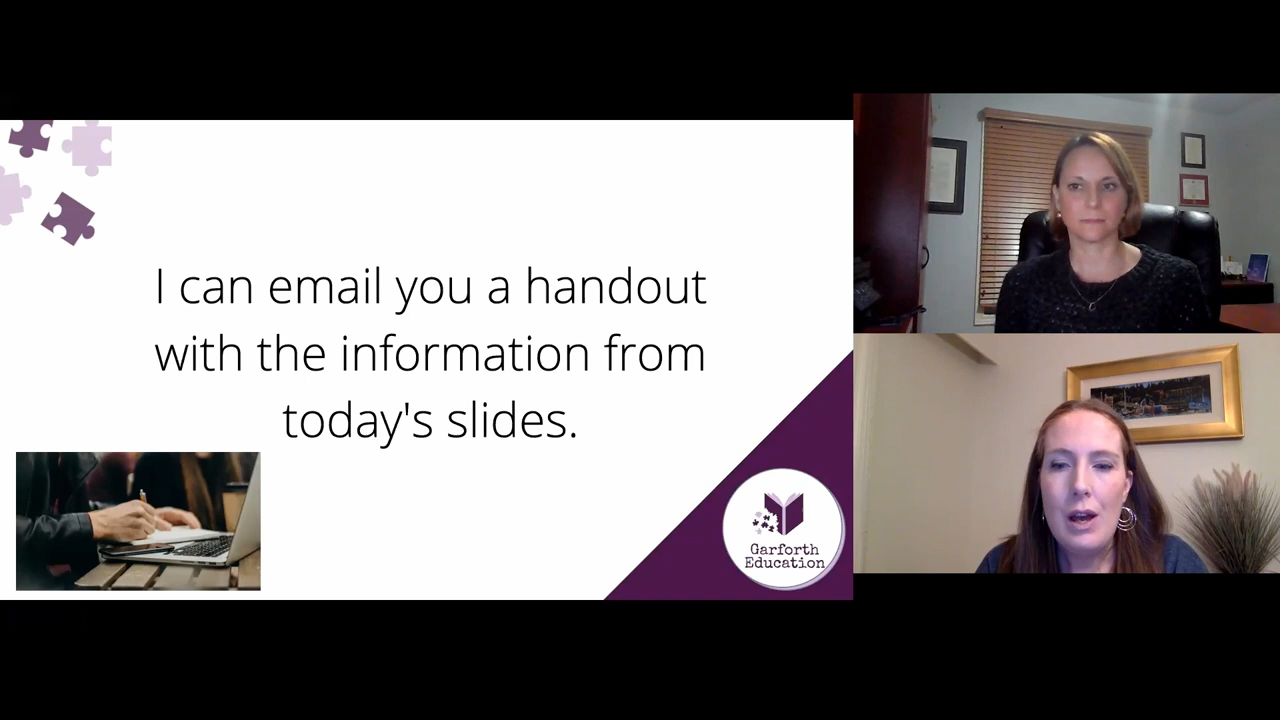 I can email you a handout
with the information from
today's slides.
Garforth
Education